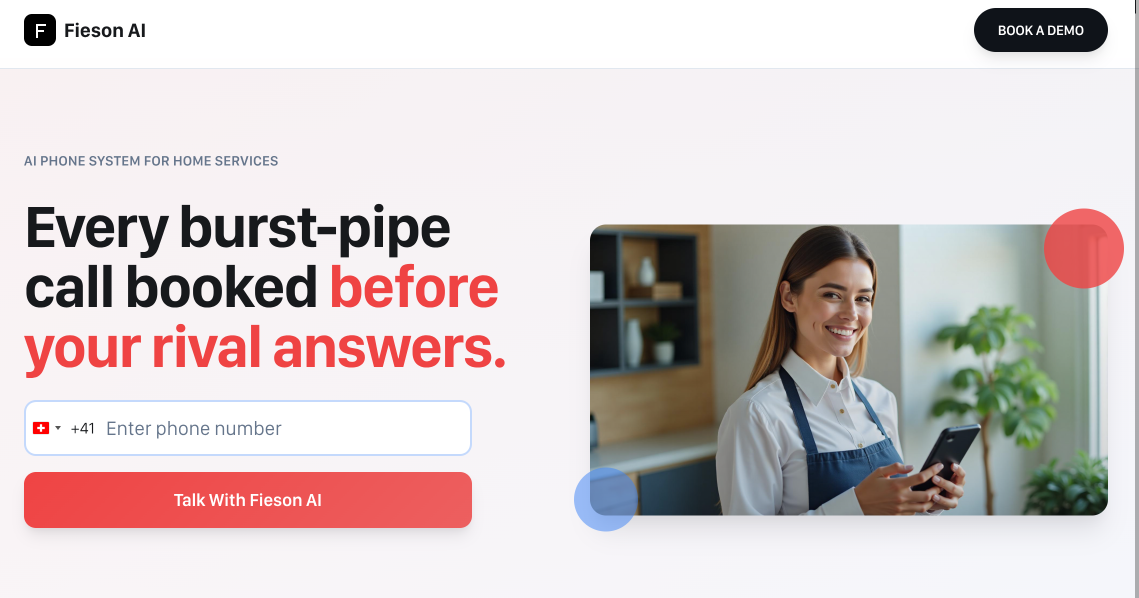 F Fieson AI
BOOK A DEMO
AI PHONE SYSTEM FOR HOME SERVICES
Every burst-pipe
call booked before
your rival answers.
+41 Enter phone number
Talk With Fieson AI